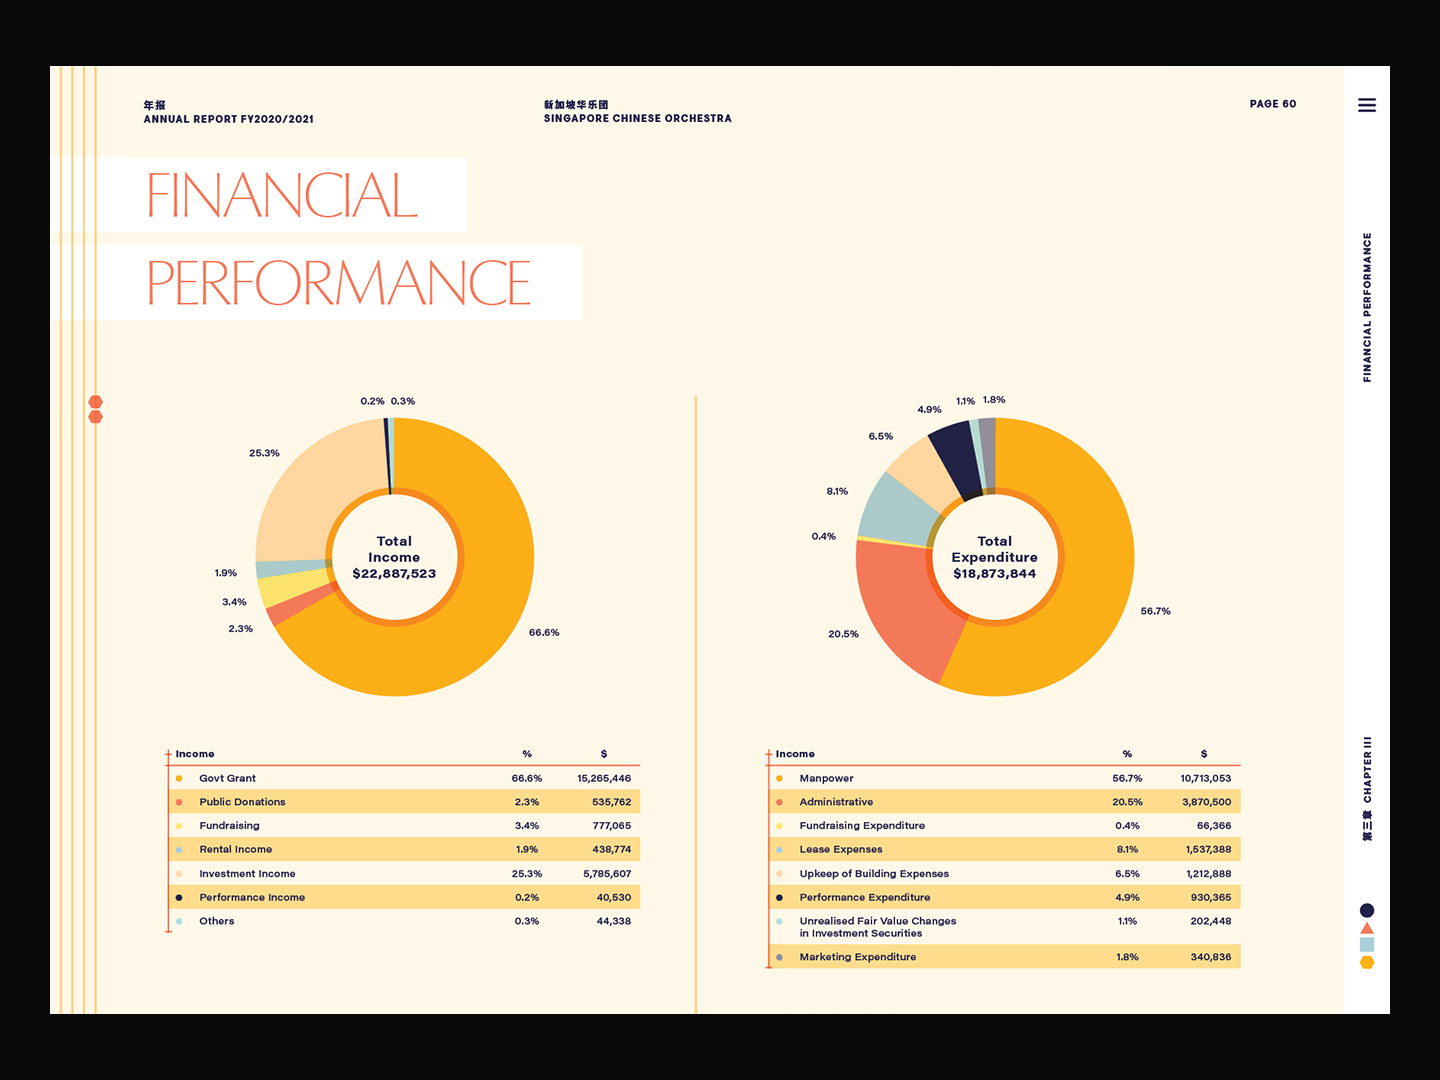 年报
ANNUAL REPORT FY2020/2021
新加坡华乐团
SINGAPORE CHINESE ORCHESTRA
PAGE 60
FINANCIAL
PERFORMANCE
FINANCIAL PERFORMANCE
第三章 CHAPTER III
0.2% 0.3%
25.3%
1.9%
3.4%
2.3%
66.6%
Total
Income
$22,887,523
4.9% 1.1% 1.8%
6.5%
8.1%
0.4%
20.5%
56.7%
Total
Expenditure
$18,873,844
Income % $
Govt Grant 66.6% 15,265,446
Public Donations 2.3% 535,762
Fundraising 3.4% 777,065
Rental Income 1.9% 438,774
Investment Income 25.3% 5,785,607
Performance Income 0.2% 40,530
Others 0.3% 44,338
Income % $
Manpower 56.7% 10,713,053
Administrative 20.5% 3,870,500
Fundraising Expenditure 0.4% 66,366
Lease Expenses 8.1% 1,537,388
Upkeep of Building Expenses 6.5% 1,212,888
Performance Expenditure 4.9% 930,365
Unrealised Fair Value Changes 1.1% 202,448
in Investment Securities
Marketing Expenditure 1.8% 340,836